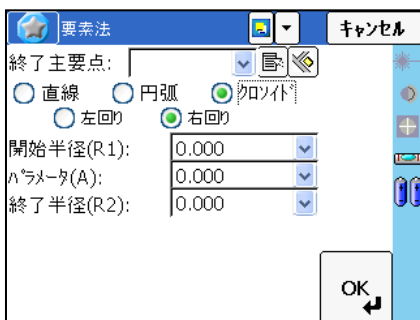 要素法
キャンセル
終了主要点:
直線 円弧 クロソイド
左回り 右回り
開始半径(R1): 0.000
パラメータ(A): 0.000
終了半径(R2): 0.000
OK